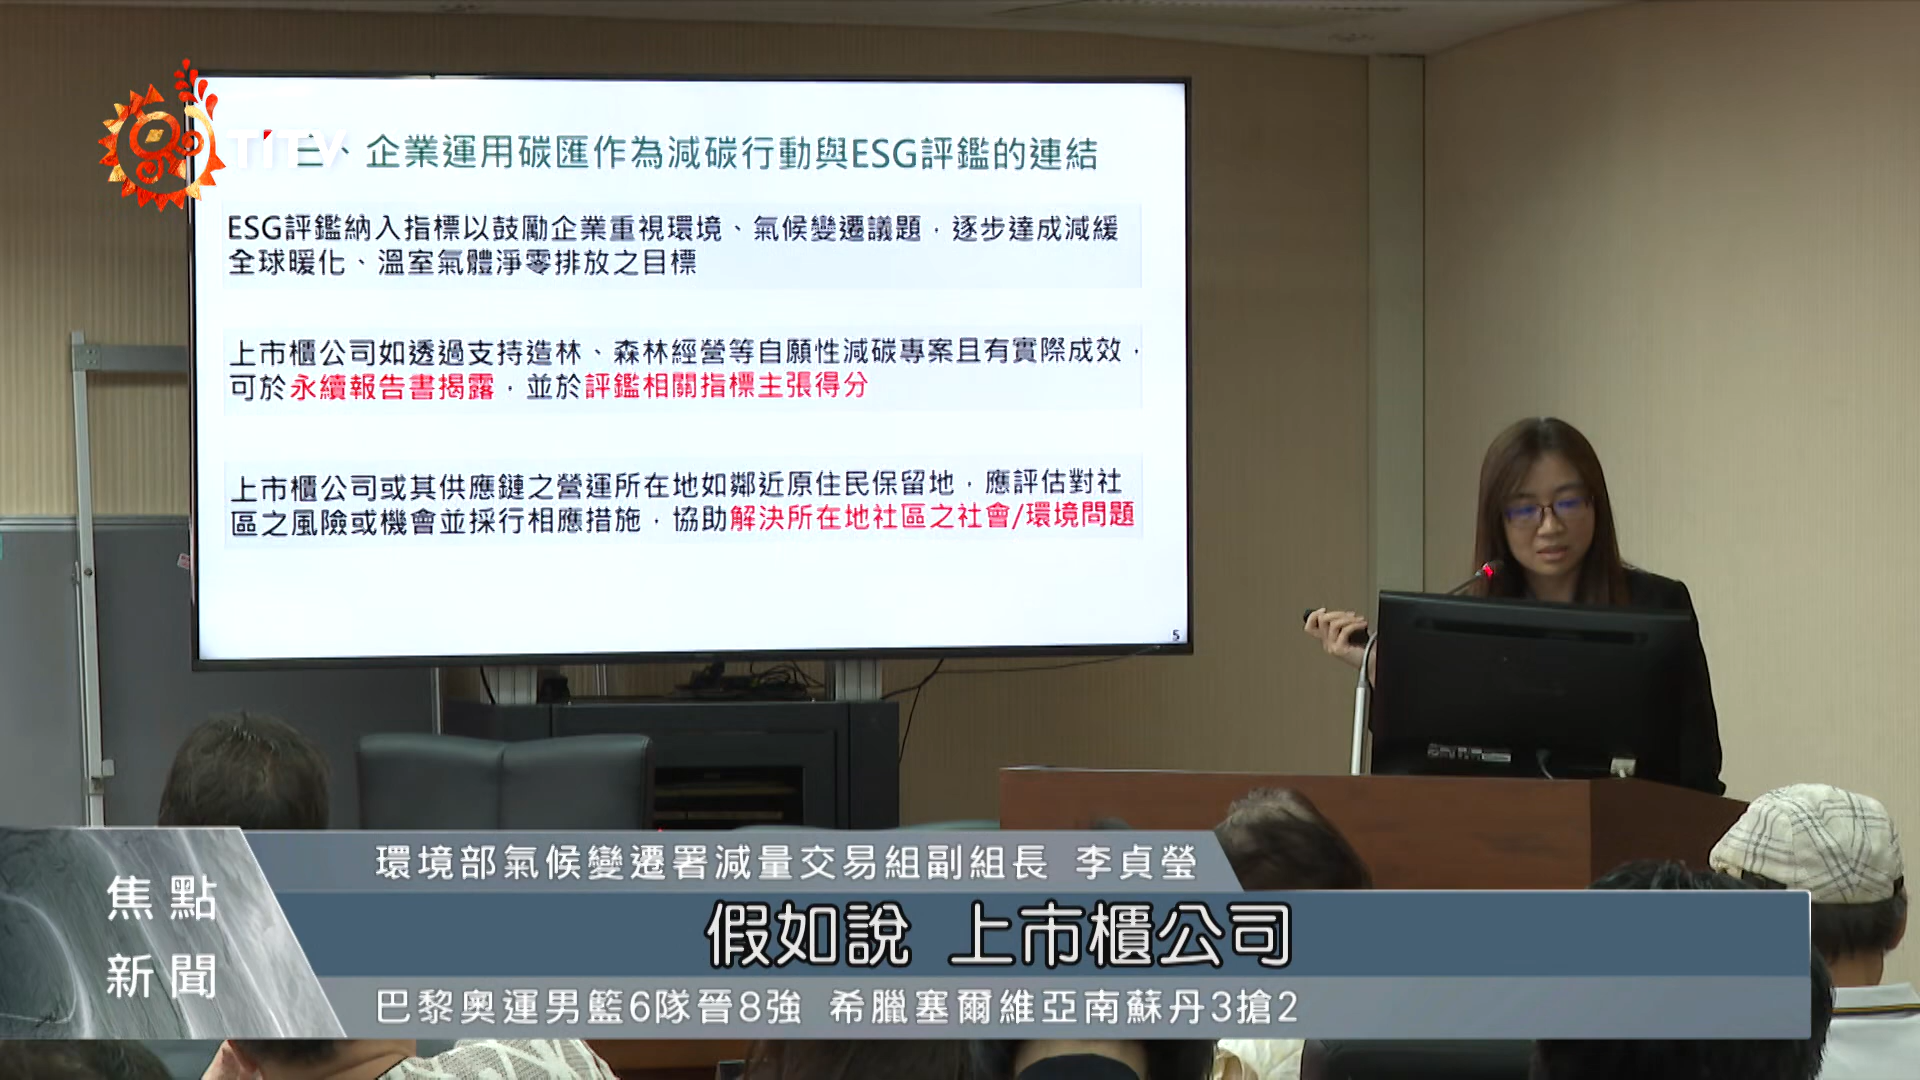 TiTV
三、企業運用碳匯作為減碳行動與ESG評鑑的連結
ESG評鑑納入指標以鼓勵企業重視環境、氣候變遷議題，逐步達成減緩
全球暖化、溫室氣體淨零排放之目標
上市櫃公司如透過支持造林、森林經營等自願性減碳專案且有實際成效，
可於永續報告書揭露，並於評鑑相關指標主張得分
上市櫃公司或其供應鏈之營運所在地如鄰近原住民保留地，應評估對社
區之風險或機會並採行相應措施，協助解決所在地社區之社會/環境問題
5
環境部氣候變遷署減量交易組副組長 李貞瑩
焦點
新聞
假如說 上市櫃公司
巴黎奧運男籃6隊晉8強 希臘塞爾維亞南蘇丹3搶2